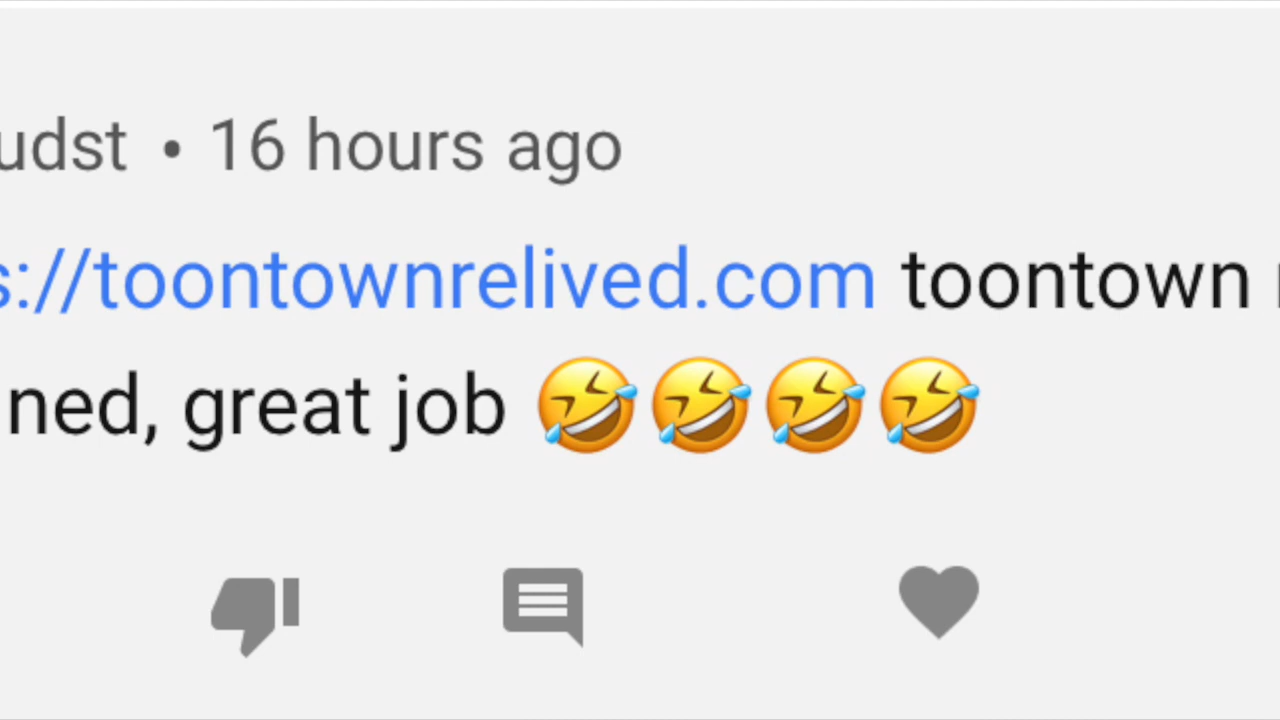 udst • 16 hours ago
s://toontownrelived.com toontown
ned, great job 🤣🤣🤣🤣